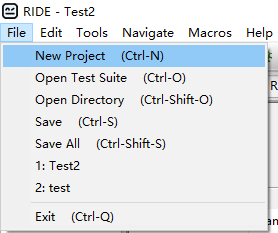 RIDE - Test2
File Edit Tools Navigate Macros Help
New Project (Ctrl-N)
Open Test Suite (Ctrl-O)
Open Directory (Ctrl-Shift-O)
Save (Ctrl-S)
Save All (Ctrl-Shift-S)
1: Test2
2: test
Exit (Ctrl-Q)